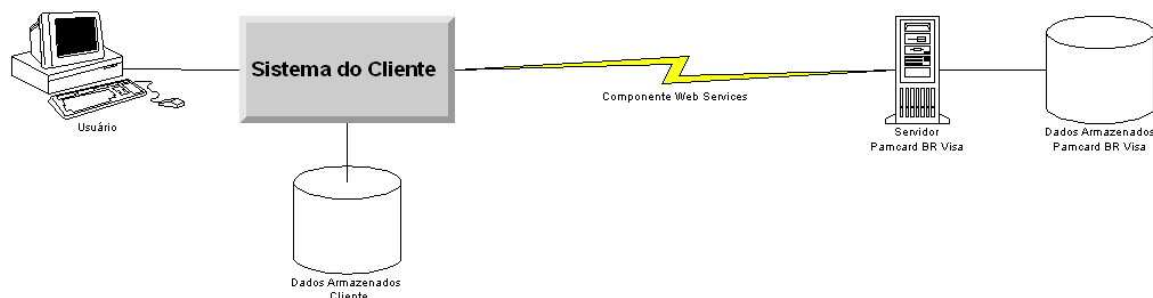 Sistema do Cliente
Usuário
Componente Web Services
Servidor
Pamcard BR Visa
Dados Armazenados
Pamcard BR Visa
Dados Armazenados
Cliente